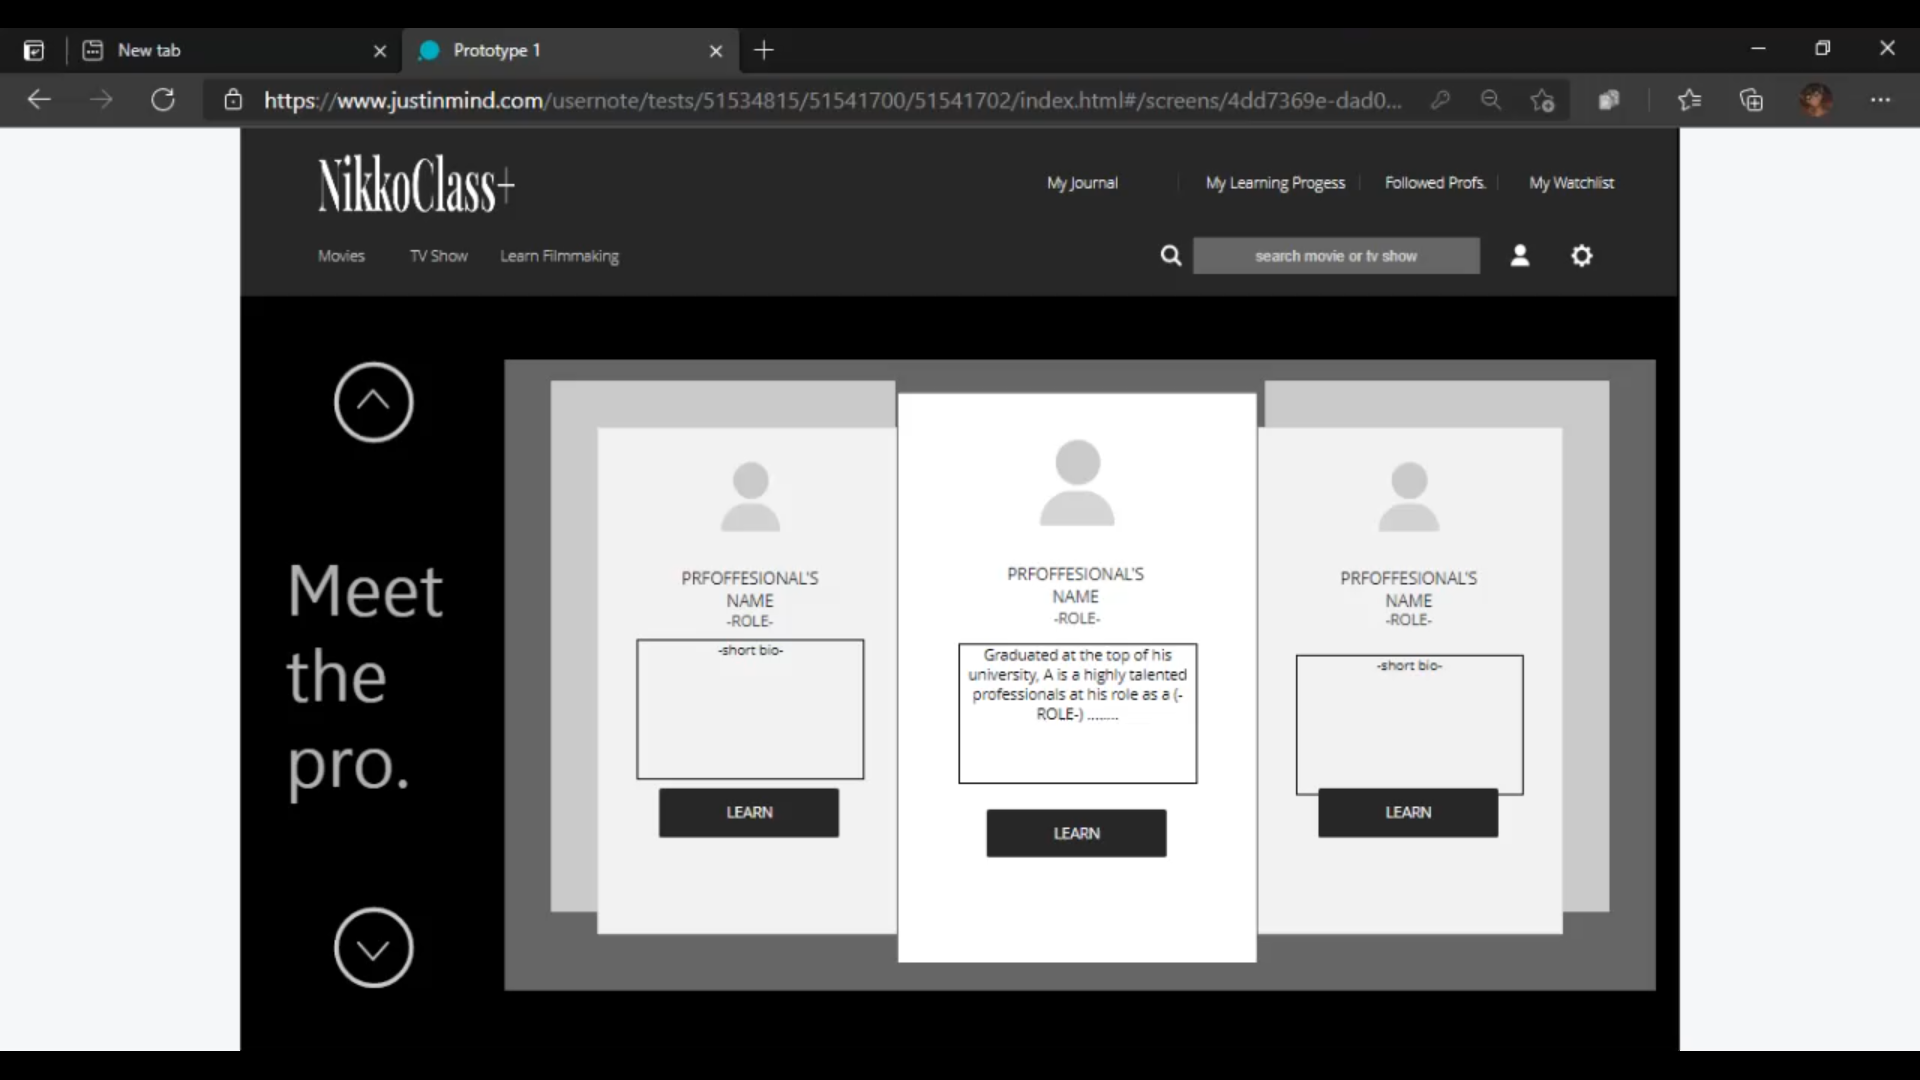 New tab
Prototype 1
https://www.justinmind.com/usernote/tests/51534815/51541700/51541702/index.html#/screens/4dd7369e-dad0...
NikkoClass+
My Journal
My Learning Progess
Followed Profs.
My Watchlist
Movies
TV Show
Learn Filmmaking
search movie or tv show
Meet
the
pro.
PRFOFFESIONAL'S
NAME
-ROLE-
-short bio-
LEARN
PRFOFFESIONAL'S
NAME
-ROLE-
Graduated at the top of his
university, A is a highly talented
professionals at his role as a (-
ROLE-) ........
LEARN
PRFOFFESIONAL'S
NAME
-ROLE-
-short bio-
LEARN